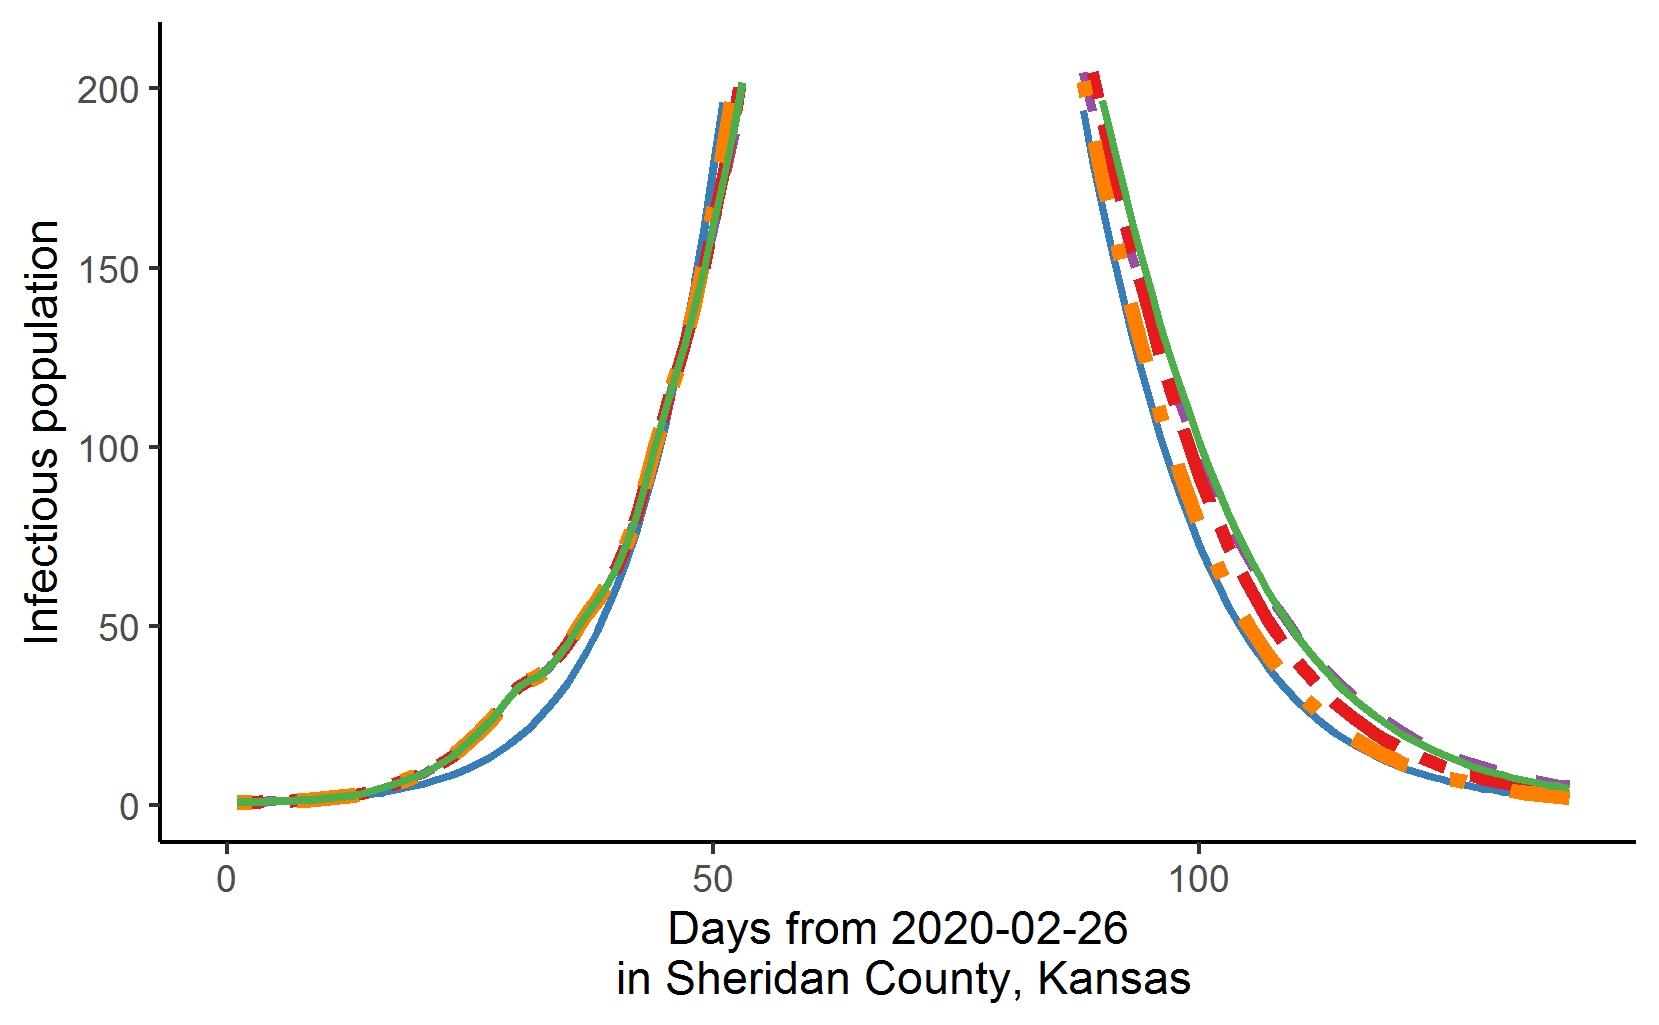 Infectious population
200
150
100
50
0
0 50 100
Days from 2020-02-26
in Sheridan County, Kansas